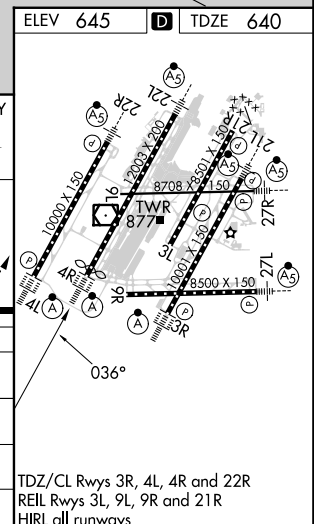 ELEV 645 D TDZE 640
Y
A5
22L
A5
22R
A5
21R
21L
A5
A5
P
12003 X 200
8501 X 150
10000 X 150
8708 X 150
P
P
27R
16
TWR
877
3L
P
P
10001 X 150
27L
A5
P
4R
9R
8500 X 150
P
4L
A
A
A
3R
036°
TDZ/CL Rwys 3R, 4L, 4R and 22R
REIL Rwys 3L, 9L, 9R and 21R
HIRL all runways